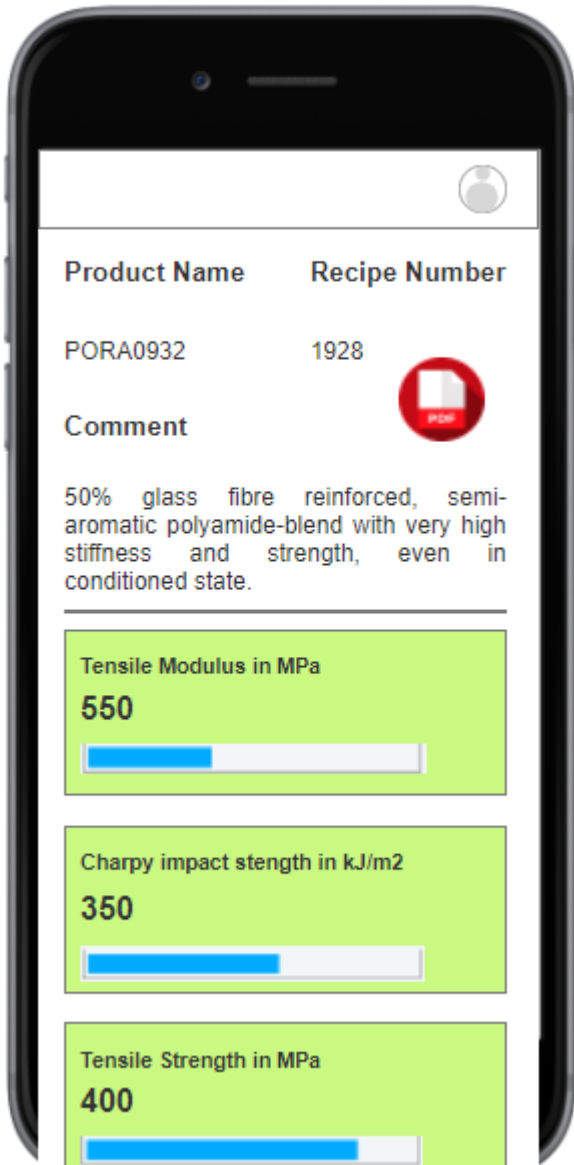 Product Name Recipe Number
PORA0932 1928
PDF
Comment
50% glass fibre reinforced, semi-
aromatic polyamide-blend with very high
stiffness and strength, even in
conditioned state.
Tensile Modulus in MPa
550
Charpy impact stength in kJ/m2
350
Tensile Strength in MPa
400